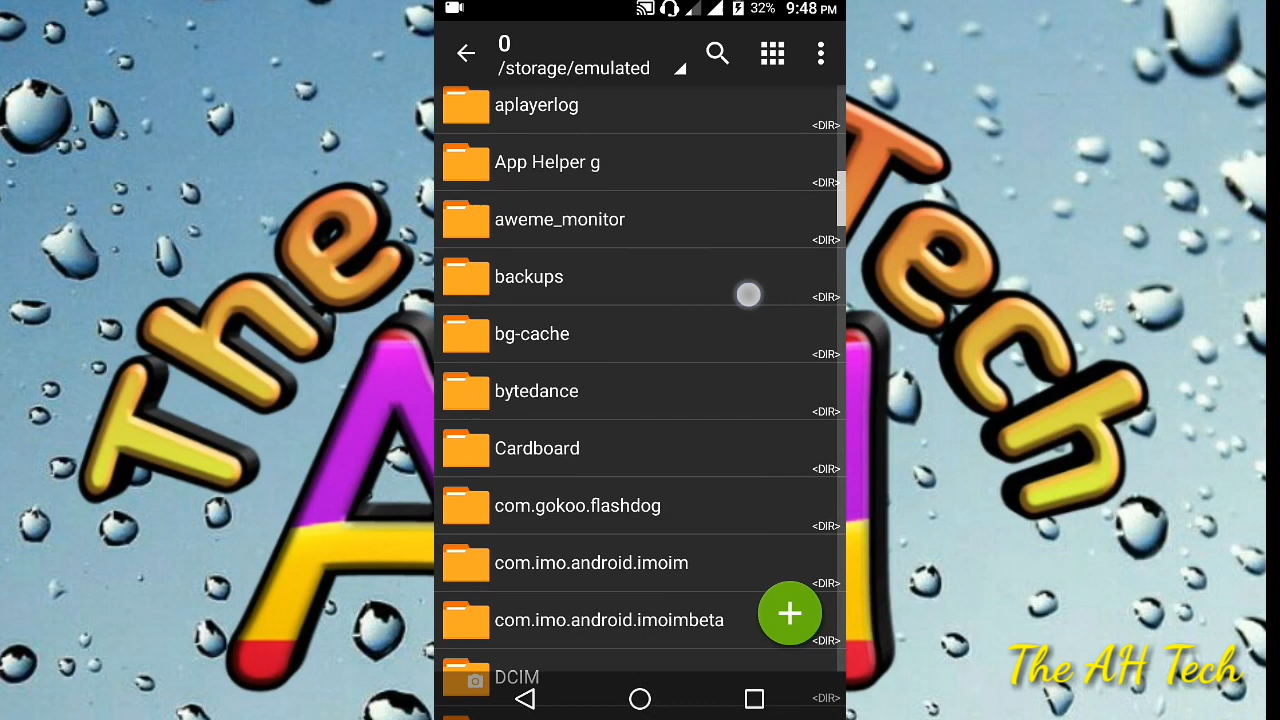 32% 9:48 PM
0
/storage/emulated
aplayerlog
<DIR>
App Helper g
<DIR>
aweme_monitor
<DIR>
backups
<DIR>
bg-cache
<DIR>
bytedance
<DIR>
Cardboard
<DIR>
com.gokoo.flashdog
<DIR>
com.imo.android.imoim
<DIR>
com.imo.android.imoimbeta
<DIR>
DCIM
<DIR>
The
A
Tech
The AH Tech